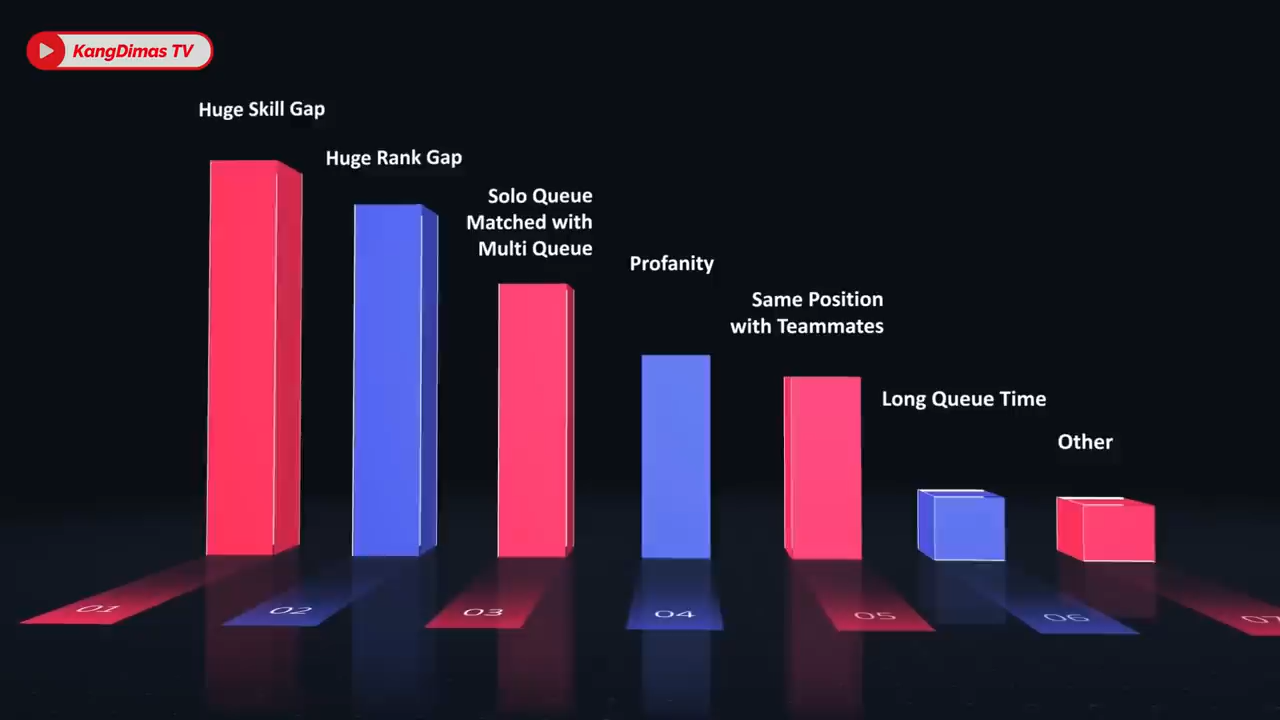 KangDimas TV
Huge Skill Gap
Huge Rank Gap
Solo Queue
Matched with
Multi Queue
Profanity
Same Position
with Teammates
Long Queue Time
Other
01
02
03
04
05
06